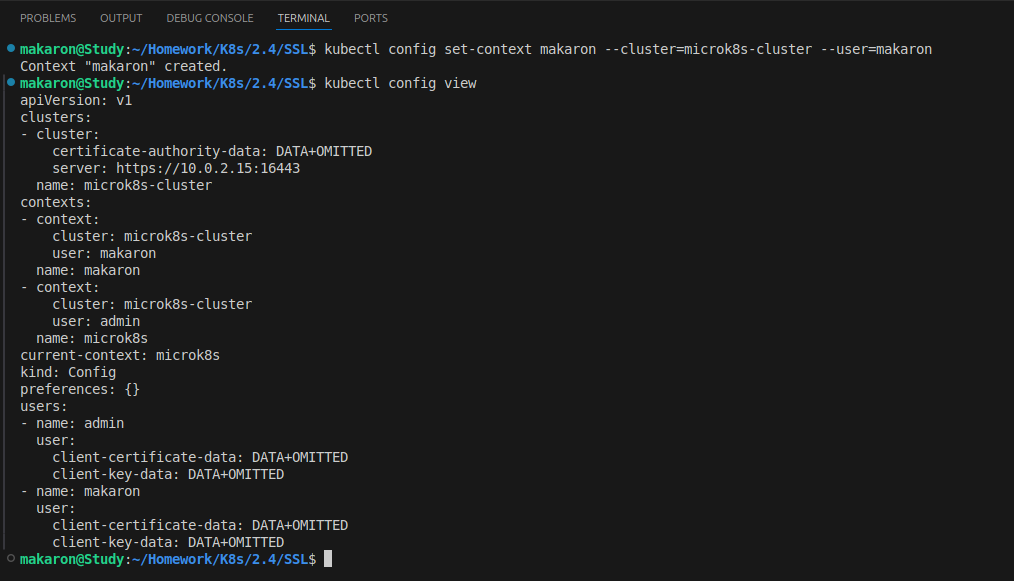 PROBLEMS OUTPUT DEBUG CONSOLE TERMINAL PORTS
makaron@Study:~/Homework/K8s/2.4/SSL$ kubectl config set-context makaron --cluster=microk8s-cluster --user=makaron
Context "makaron" created.
makaron@Study:~/Homework/K8s/2.4/SSL$ kubectl config view
apiVersion: v1
clusters:
- cluster:
    certificate-authority-data: DATA+OMITTED
    server: https://10.0.2.15:16443
  name: microk8s-cluster
contexts:
- context:
    cluster: microk8s-cluster
    user: makaron
  name: makaron
- context:
    cluster: microk8s-cluster
    user: admin
  name: microk8s
current-context: microk8s
kind: Config
preferences: {}
users:
- name: admin
  user:
    client-certificate-data: DATA+OMITTED
    client-key-data: DATA+OMITTED
- name: makaron
  user:
    client-certificate-data: DATA+OMITTED
    client-key-data: DATA+OMITTED
makaron@Study:~/Homework/K8s/2.4/SSL$